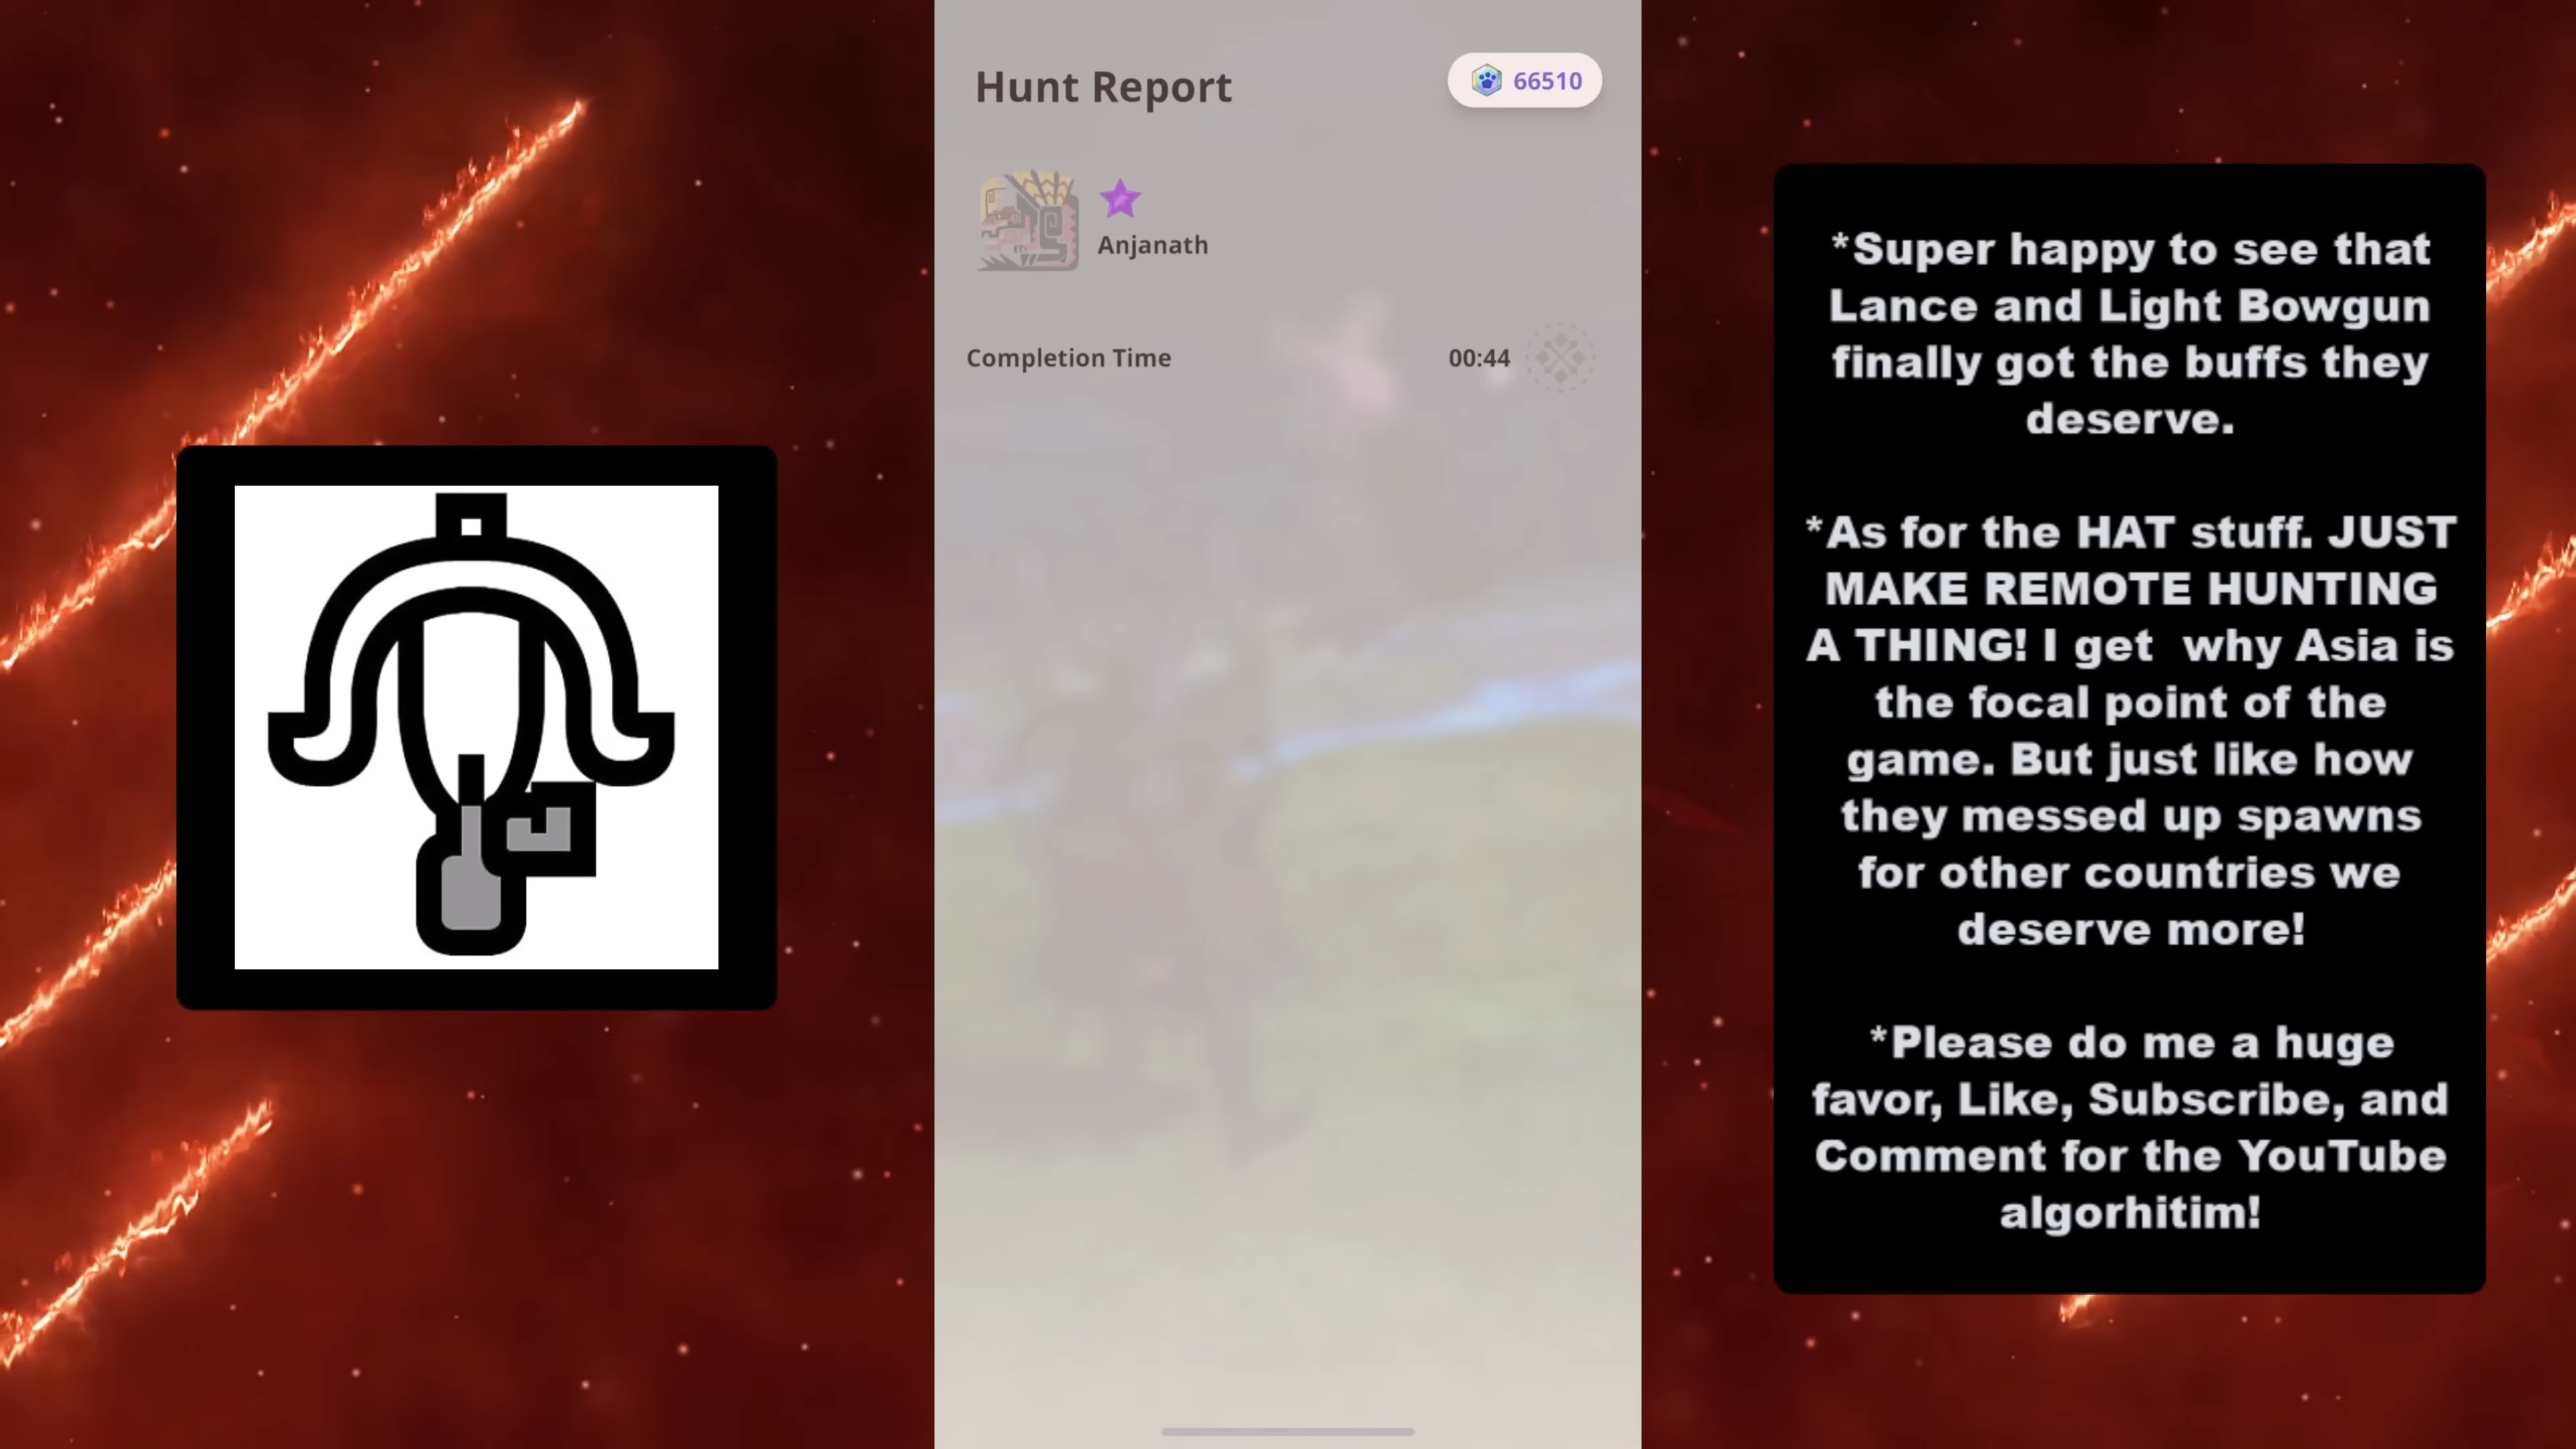 Hunt Report
66510
Anjanath
Completion Time
00:44
*Super happy to see that
Lance and Light Bowgun
finally got the buffs they
deserve.
*As for the HAT stuff. JUST
MAKE REMOTE HUNTING
A THING! I get  why Asia is
the focal point of the
game. But just like how
they messed up spawns
for other countries we
deserve more!
*Please do me a huge
favor, Like, Subscribe, and
Comment for the YouTube
algorhitim!